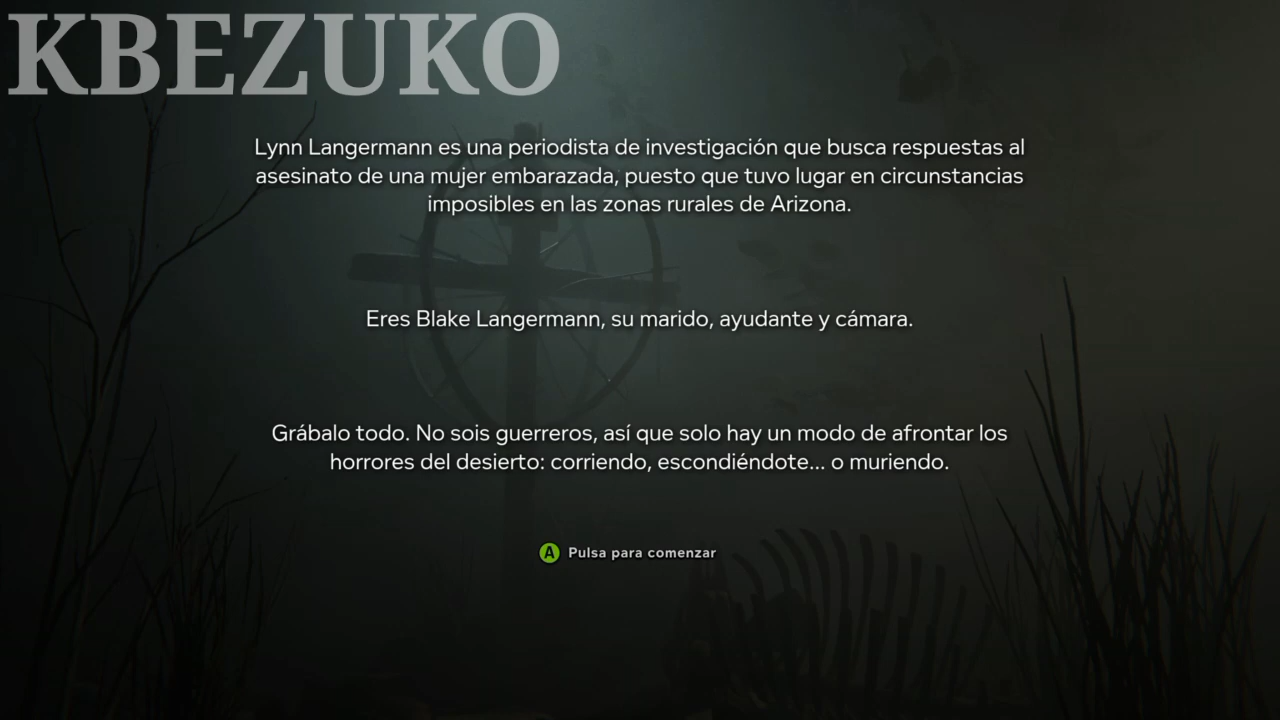 KBEZUKO
Lynn Langermann es una periodista de investigación que busca respuestas al
asesinato de una mujer embarazada, puesto que tuvo lugar en circunstancias
imposibles en las zonas rurales de Arizona.
Eres Blake Langermann, su marido, ayudante y cámara.
Grábalo todo. No sois guerreros, así que solo hay un modo de afrontar los
horrores del desierto: corriendo, escondiéndote... o muriendo.
A Pulsa para comenzar